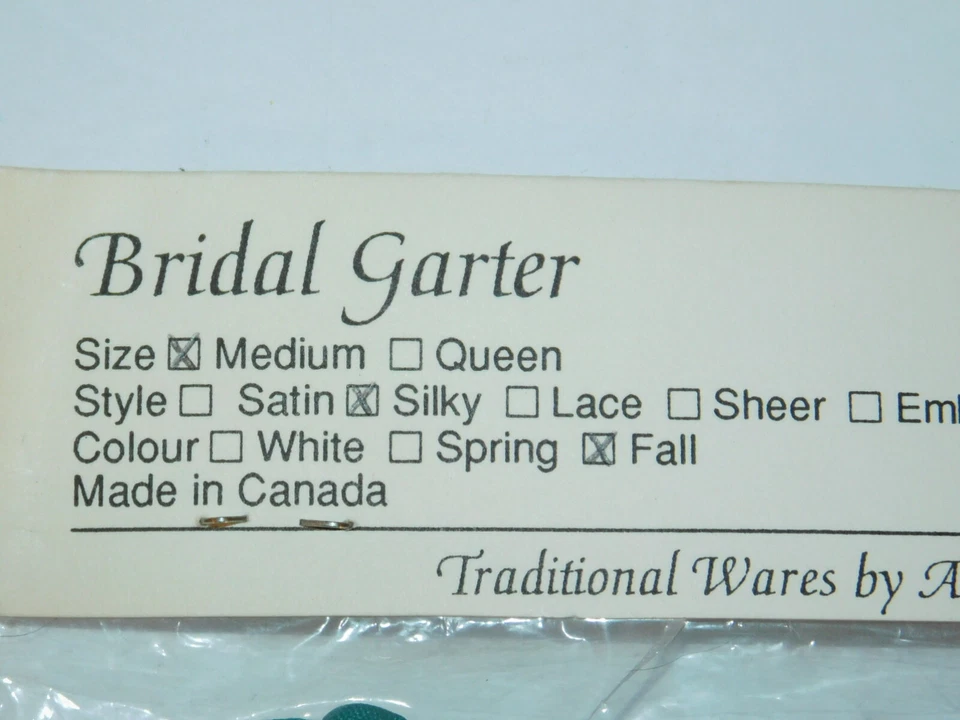 Bridal Garter
Size ☒ Medium ☐ Queen
Style ☐ Satin ☒ Silky ☐ Lace ☐ Sheer ☐
Colour ☐ White ☐ Spring ☒ Fall
Made in Canada
Traditional Wares by